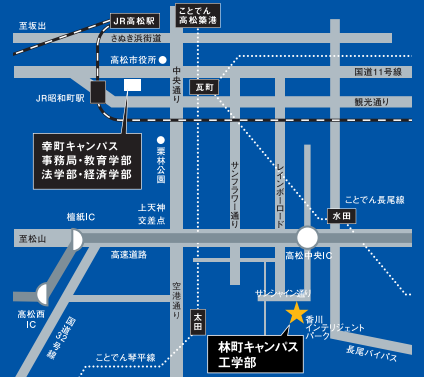 至坂出
JR高松駅
ことでん
高松築港
さぬき浜街道
高松市役所
中央通り
国道11号線
瓦町
JR昭和町駅
観光通り
幸町キャンパス
事務局・教育学部
法学部・経済学部
栗林公園
サンフラワー通り
レインボーロード
ことでん長尾線
水田
上天神
交差点
檀紙IC
至松山
高速道路
高松中央IC
空港通り
サンシャイン通り
高松西
IC
国道32号線
太田
香川
インテリジェント
パーク
林町キャンパス
工学部
ことでん琴平線
長尾バイパス